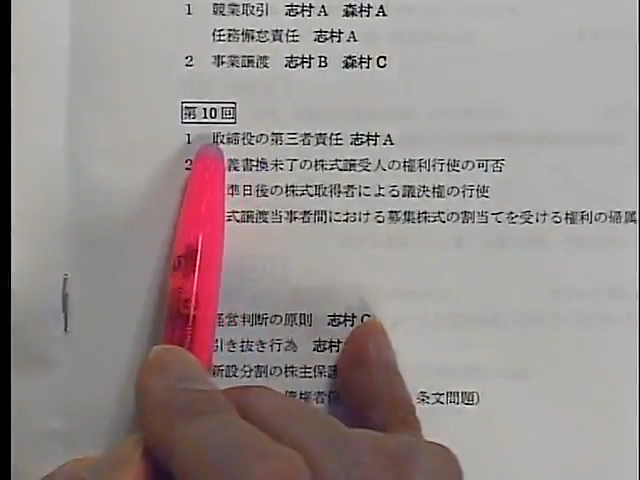 1 競業取引 志村A 森村A
任務懈怠責任 志村A
2 事業譲渡 志村B 森村C
第10回
1 取締役の第三者責任 志村A
2 義書換未了の株式譲受人の権利行使の可否
準日後の株式取得者による議決権の行使
式譲渡当事者間における募集株式の割当てを受ける権利の帰属
経営判断の原則 志村C
引き抜き行為 志村
新設分割の株主保護
債権者保 条文問題)